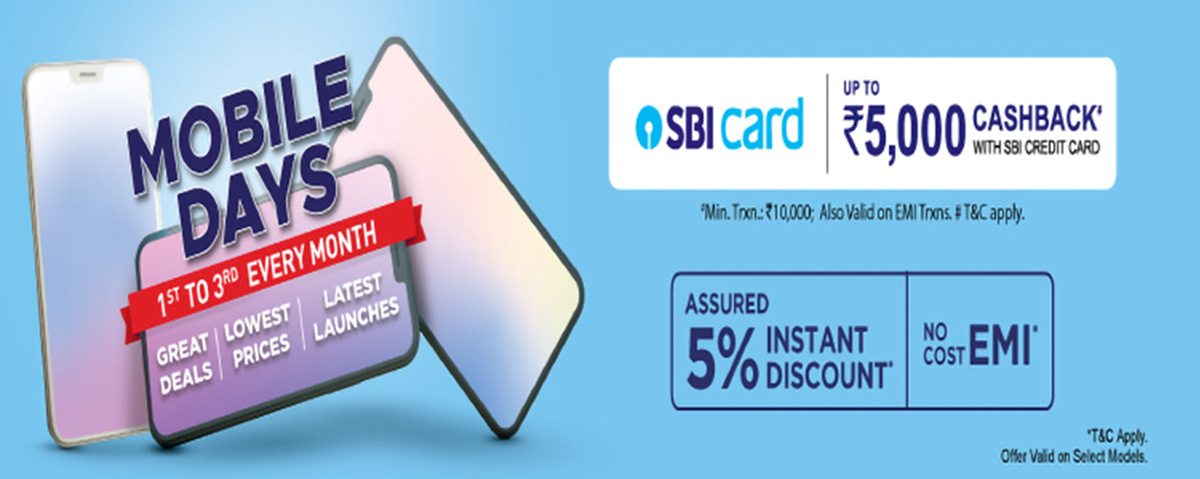 MOBILE
DAYS
1ST TO 3RD EVERY MONTH
GREAT
DEALS
LOWEST
PRICES
LATEST
LAUNCHES
SBI card
UP TO
₹5,000 CASHBACK#
WITH SBI CREDIT CARD
#Min. Trxn.: ₹10,000; Also Valid on EMI Trxns. # T&C apply.
ASSURED
5% INSTANT
DISCOUNT*
NO
COST EMI*
*T&C Apply.
Offer Valid on Select Models.